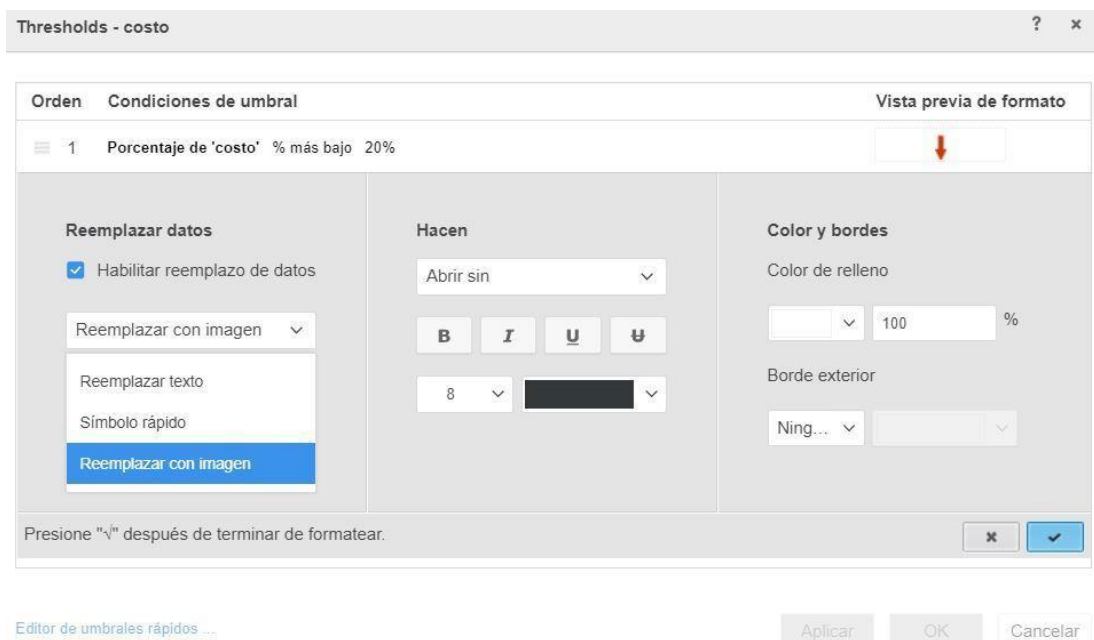 Thresholds - costo ?
Orden Condiciones de umbral Vista previa de formato
1 Porcentaje de 'costo' % más bajo 20%
Reemplazar datos Hacen Color y bordes
Habilitar reemplazo de datos Abrir sin Color de relleno
Reemplazar con imagen B I U U 100 %
Reemplazar texto Borde exterior
Símbolo rápido 8 Ning...
Reemplazar con imagen
Presione "√" después de terminar de formatear.
Editor de umbrales rápidos ... Aplicar OK Cancelar